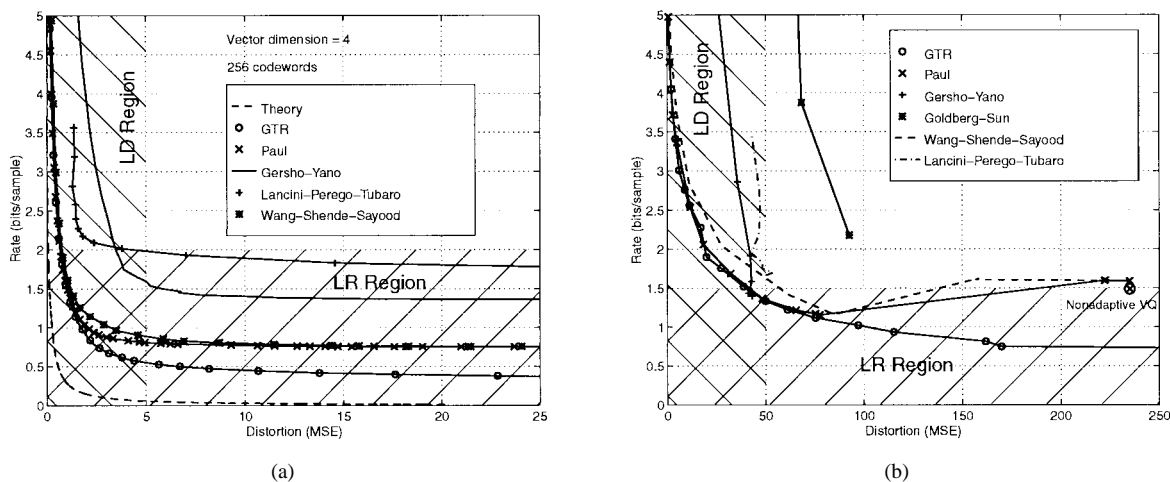 5
4.5
4
3.5
3
2.5
2
1.5
1
0.5
0
Rate (bits/sample)
0
5
10
15
20
25
Distortion (MSE)
LD Region
LR Region
Vector dimension = 4
256 codewords
Theory
GTR
Paul
Gersho–Yano
Lancini–Perego–Tubaro
Wang–Shende–Sayood
(a)
5
4.5
4
3.5
3
2.5
2
1.5
1
0.5
0
Rate (bits/sample)
0
50
100
150
200
250
Distortion (MSE)
LD Region
LR Region
GTR
Paul
Gersho–Yano
Goldberg–Sun
Wang–Shende–Sayood
Lancini–Perego–Tubaro
Nonadaptive VQ
(b)